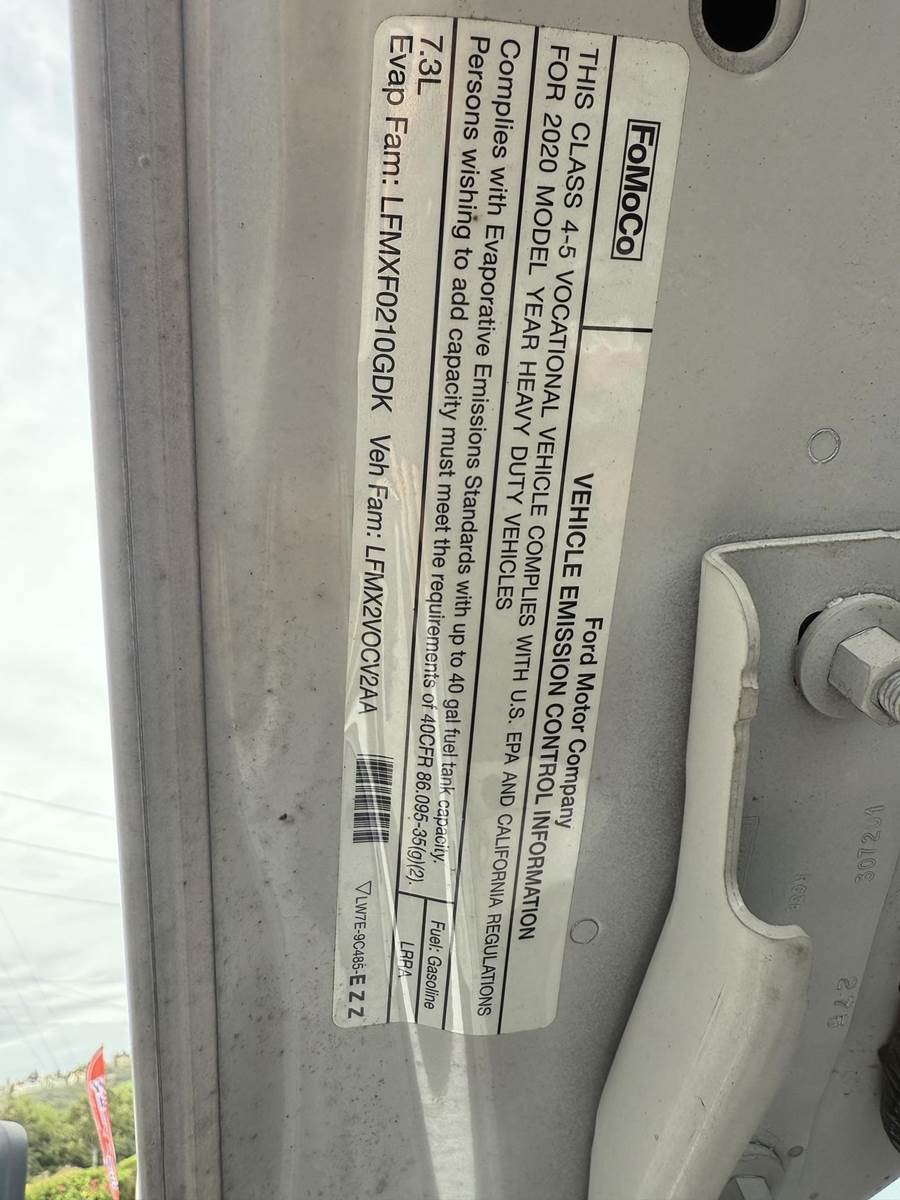 FoMoCo
Ford Motor Company
VEHICLE EMISSION CONTROL INFORMATION
THIS CLASS 4-5 VOCATIONAL VEHICLE COMPLIES WITH U.S. EPA AND CALIFORNIA REGULATIONS
FOR 2020 MODEL YEAR HEAVY DUTY VEHICLES
Complies with Evaporative Emissions Standards with up to 40 gal fuel tank capacity.
Persons wishing to add capacity must meet the requirements of 40CFR 86.095-35(g)(2).
Fuel: Gasoline
LRPA
7.3L
Evap Fam: LFMXF0210GDK Veh Fam: LFMX2VOCV2AA
▽LW7E-9C485-EZZ